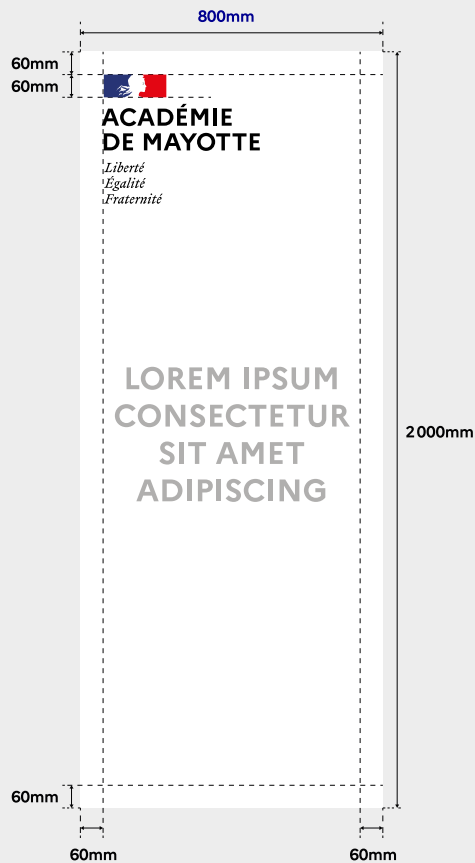 800mm
60mm
60mm
ACADÉMIE
DE MAYOTTE
Liberté
Égalité
Fraternité
LOREM IPSUM
CONSECTETUR
SIT AMET
ADIPISCING
2000mm
60mm
60mm
60mm